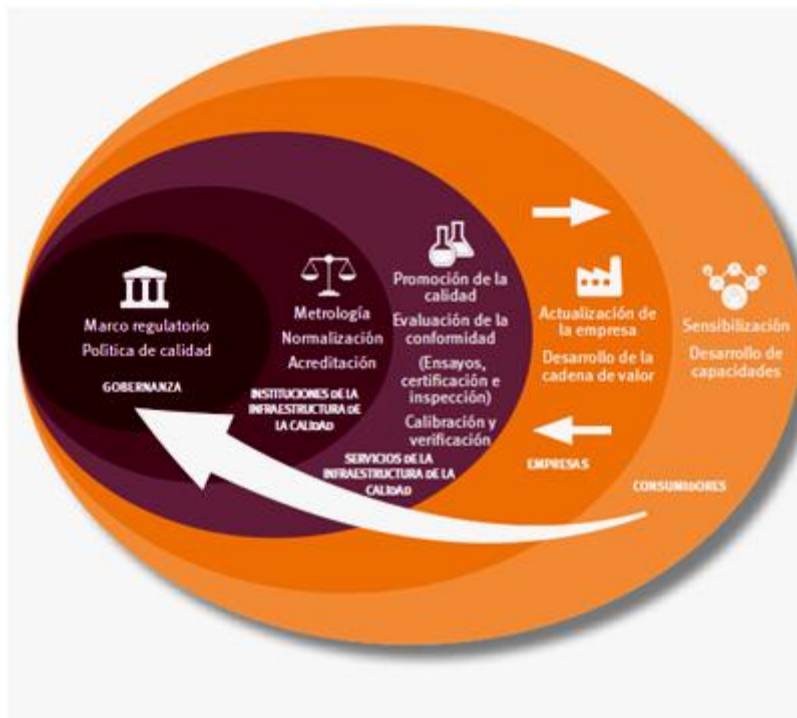 Marco regulatorio
Política de calidad
GOBERNANZA
Metrología
Normalización
Acreditación
INSTITUCIONES DE LA
INFRAESTRUCTURA DE
LA CALIDAD
Promoción de la
calidad
Evaluación de la
conformidad
(Ensayos,
certificación e
inspección)
Calibración y
verificación
SERVICIOS DE LA
INFRAESTRUCTURA DE LA
CALIDAD
Actualización de
la empresa
Desarrollo de la
cadena de valor
EMPRESAS
Sensibilización
Desarrollo de
capacidades
CONSUMIDORES